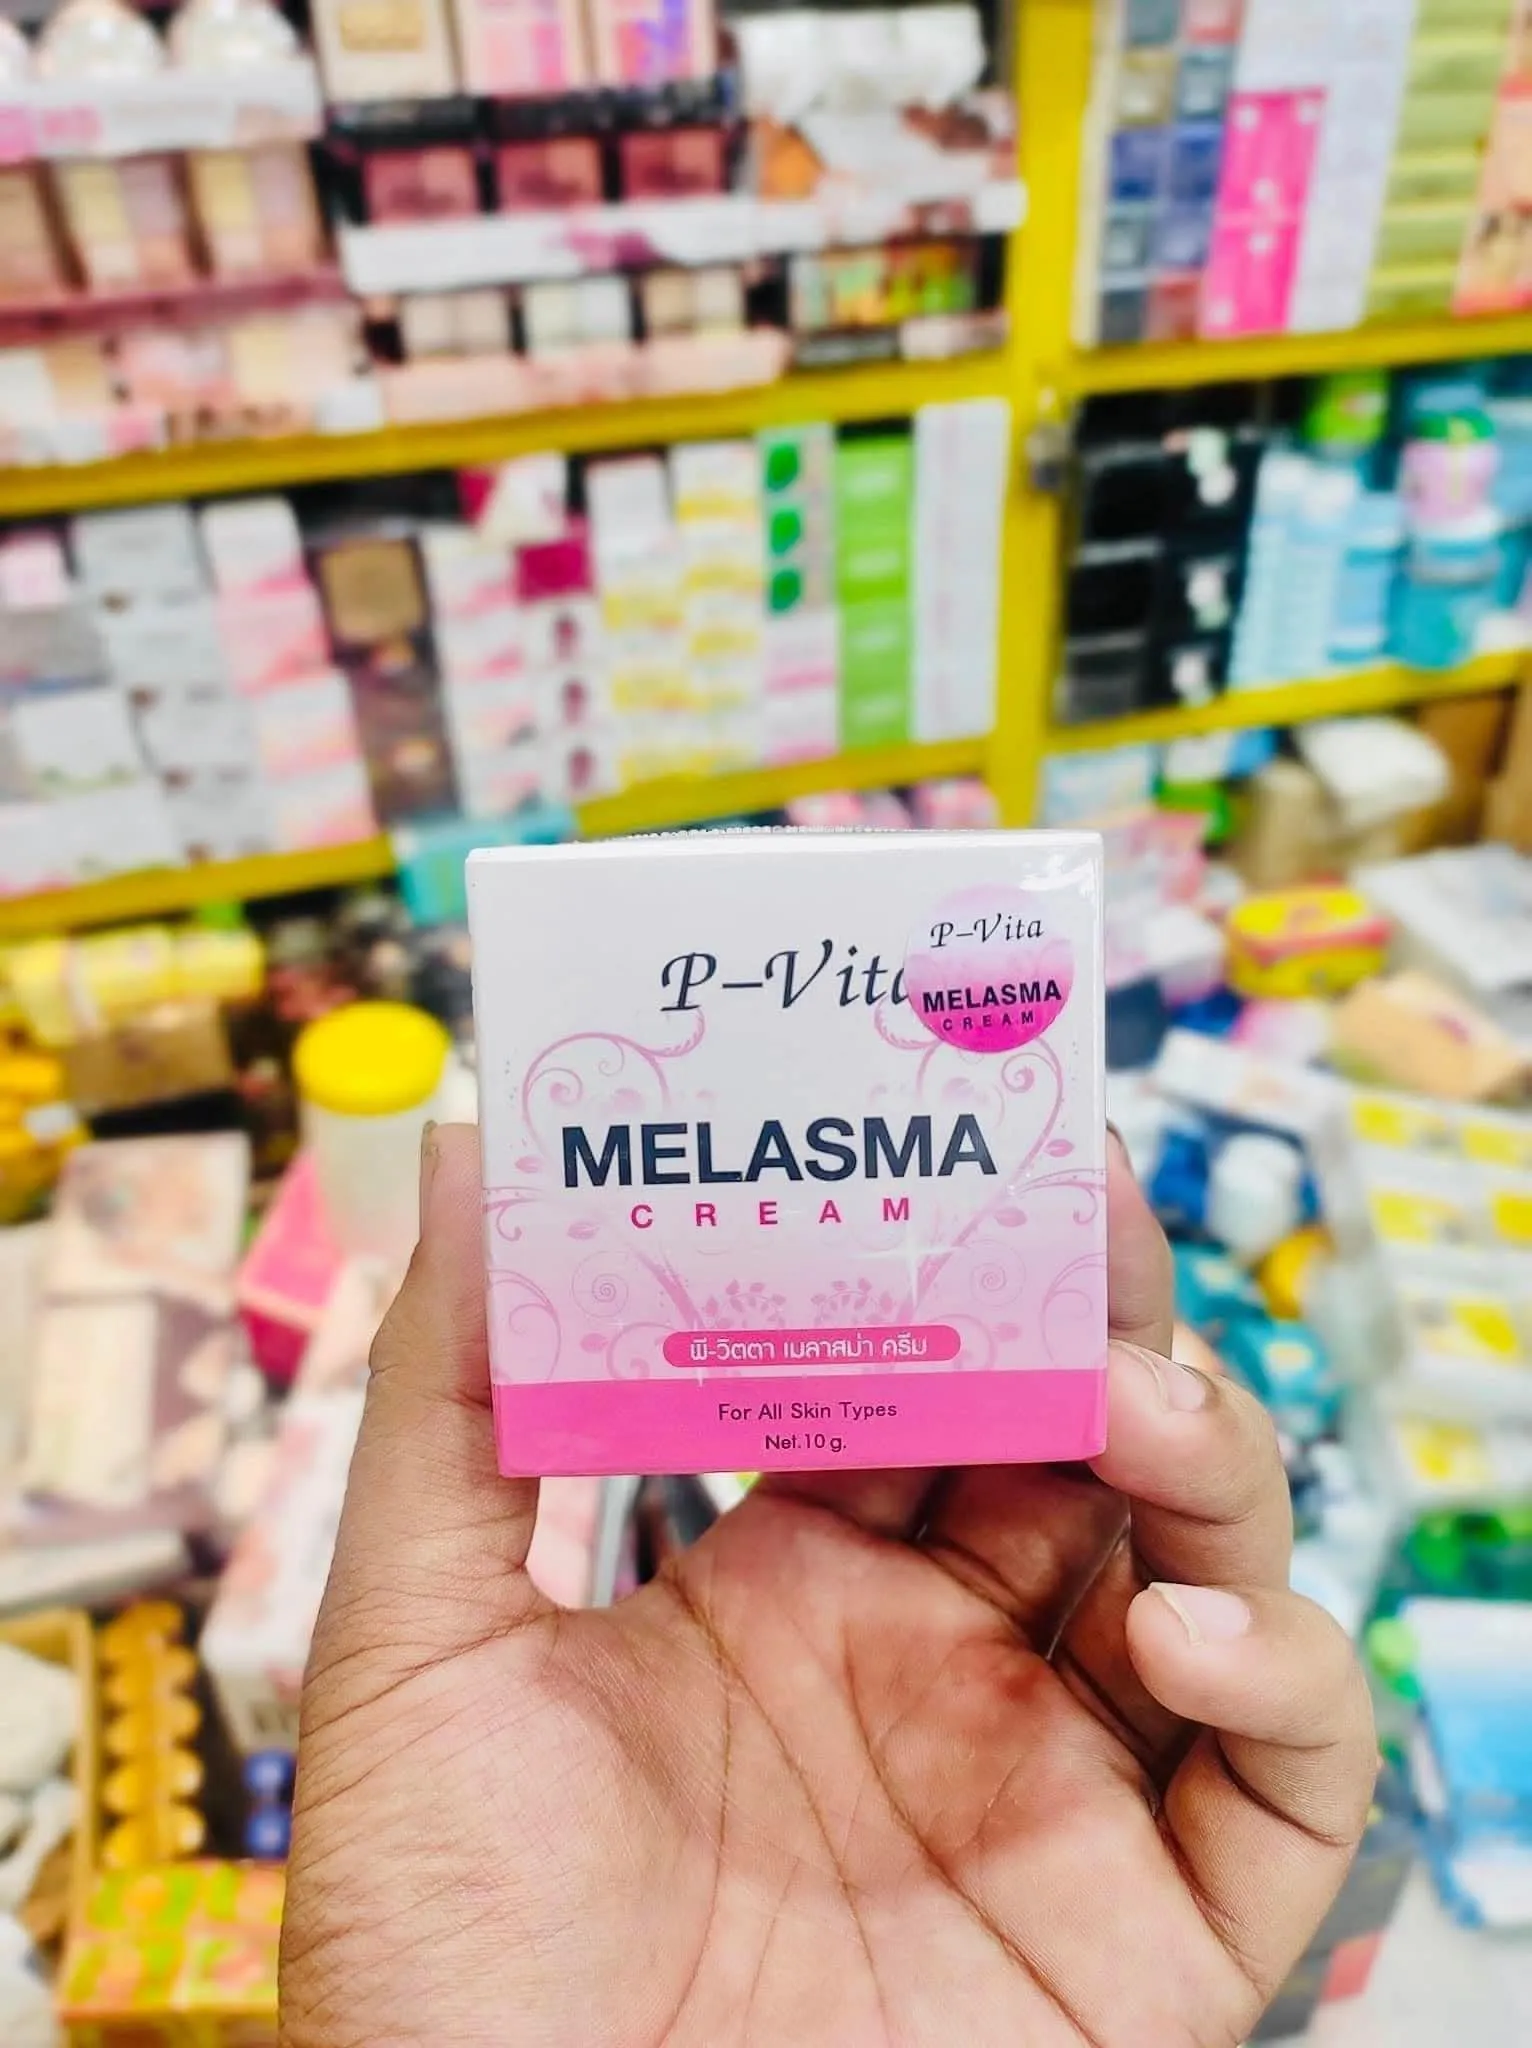 P-Vita
P-Vita
MELASMA
CREAM
MELASMA
CREAM
พี-วิตตา เมลาสม่า ครีม
For All Skin Types
Net.10 g.